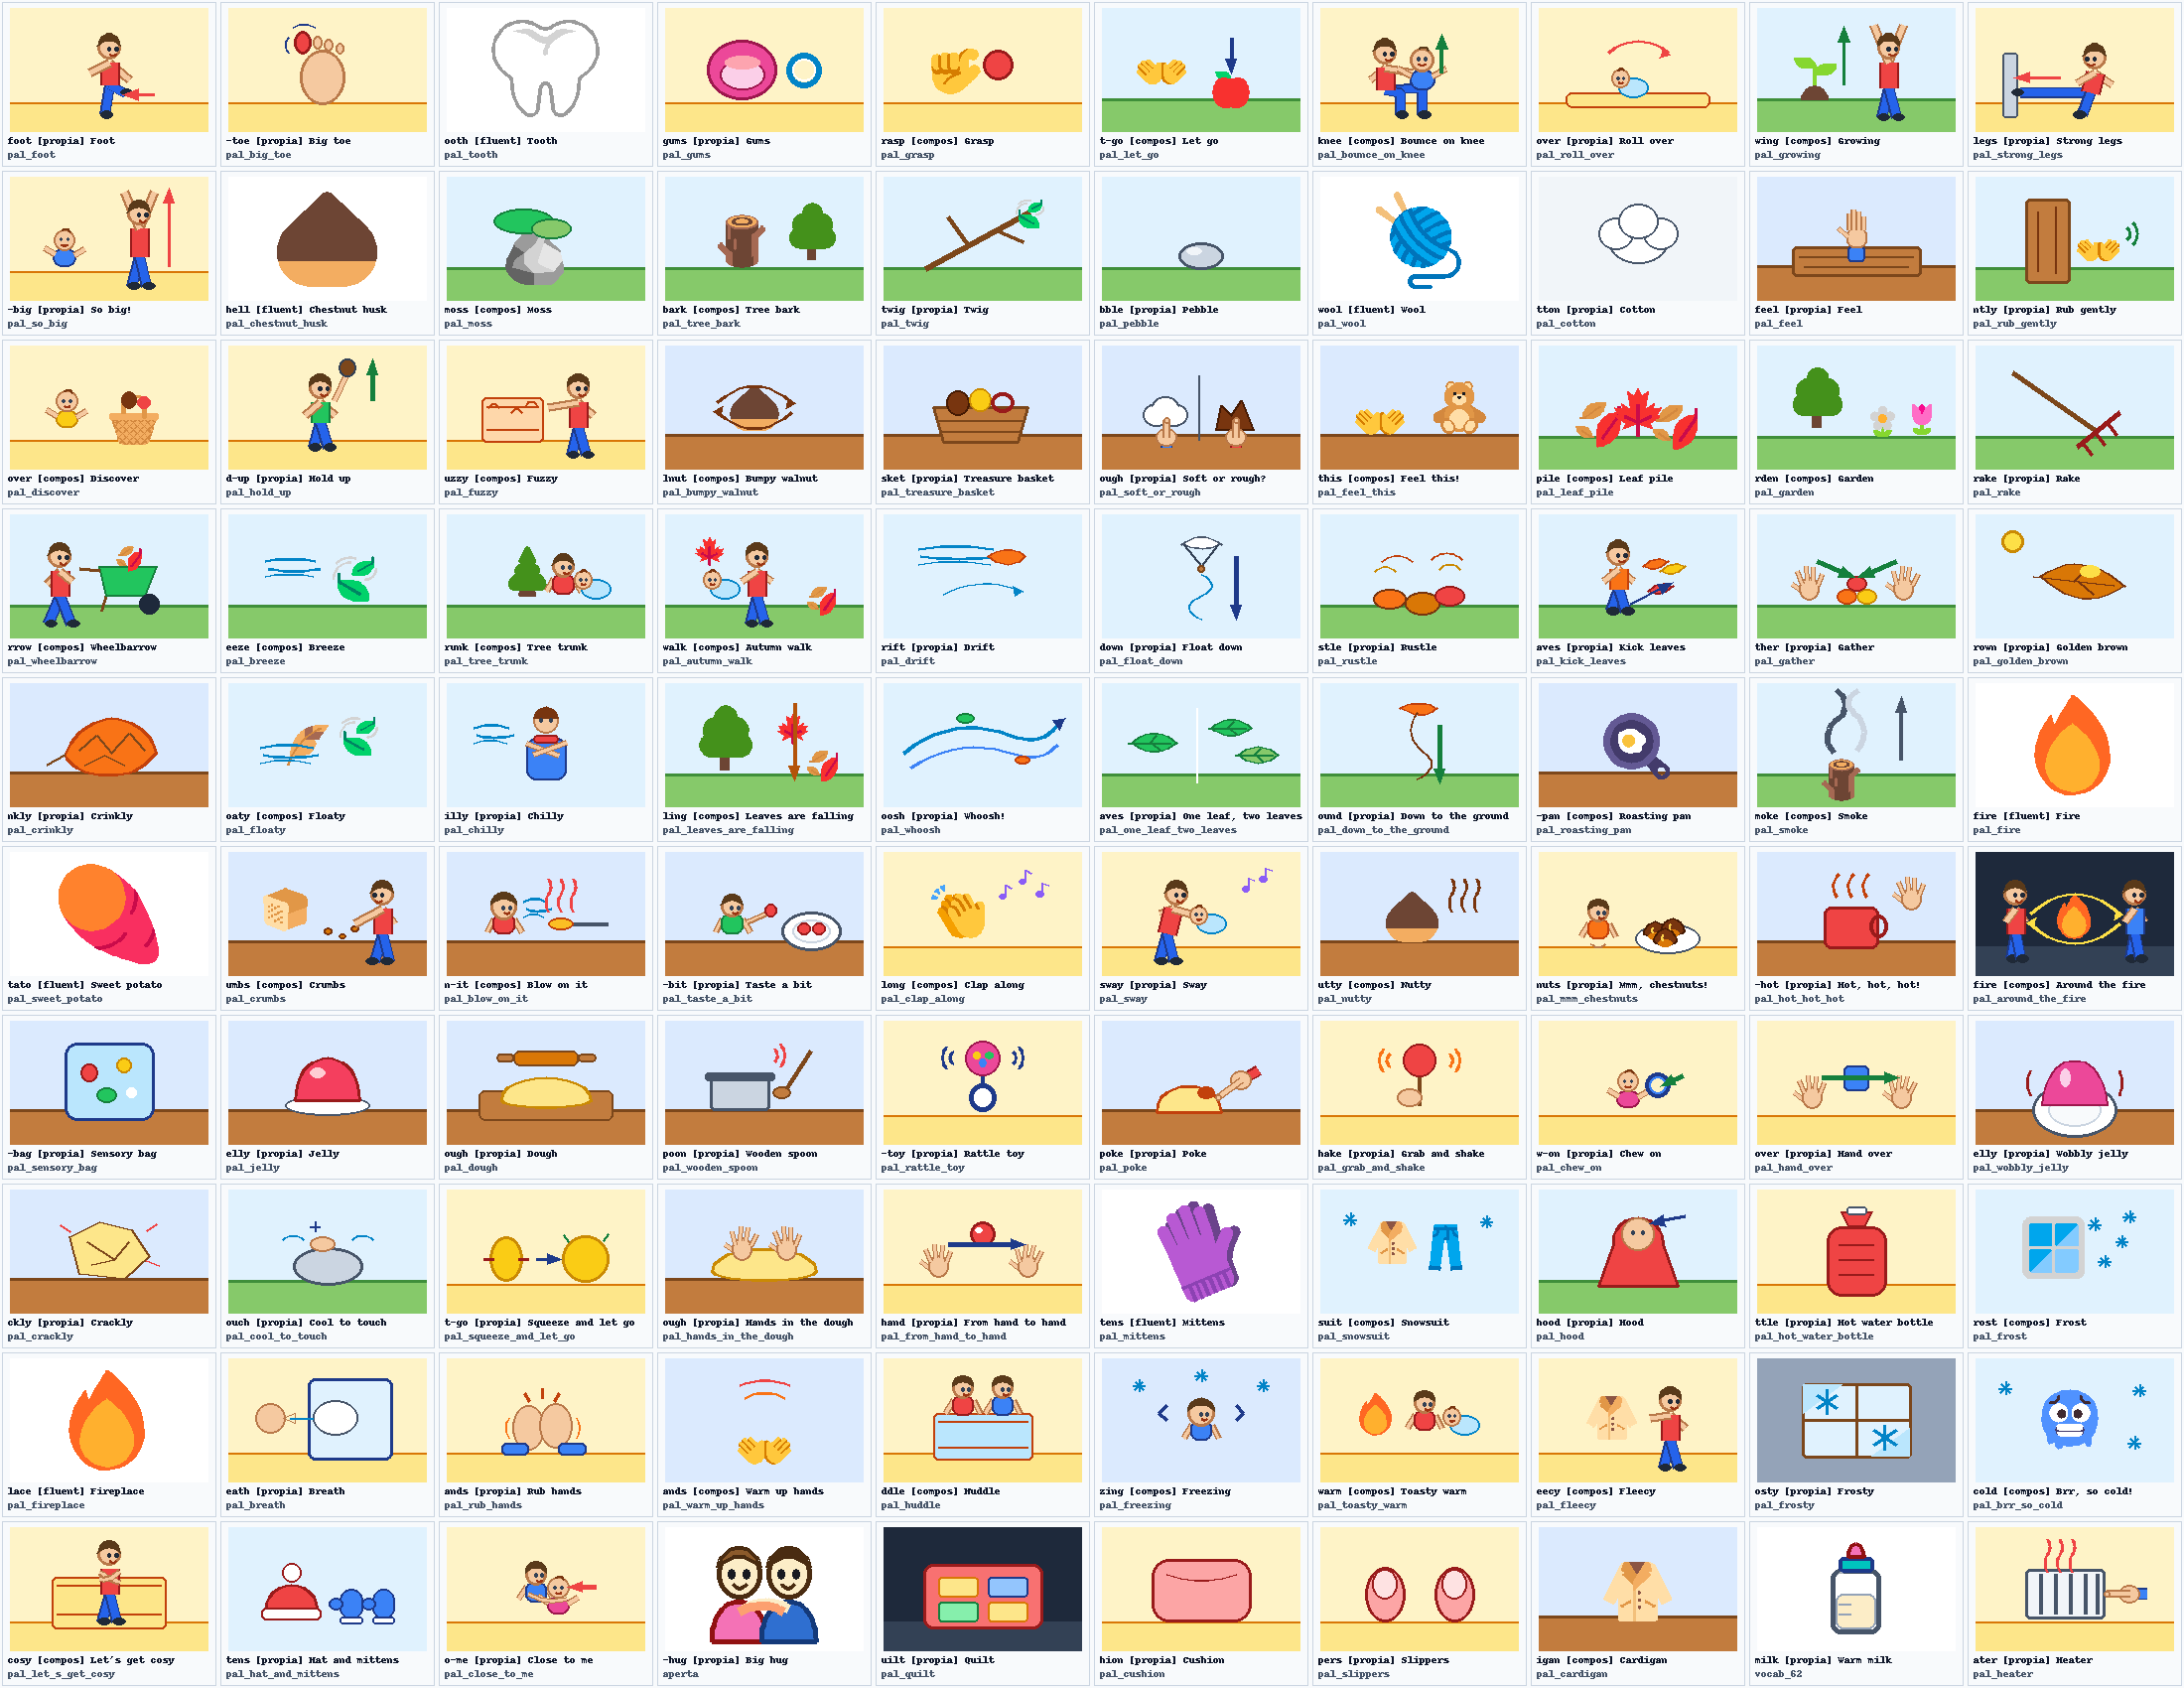 foot [propia] Foot
pal_foot
-toe [propia] Big toe
pal_big_toe
ooth [fluent] Tooth
pal_tooth
gums [propia] Gums
pal_gums
rasp [compos] Grasp
pal_grasp
t-go [compos] Let go
pal_let_go
knee [compos] Bounce on knee
pal_bounce_on_knee
over [propia] Roll over
pal_roll_over
wing [compos] Growing
pal_growing
legs [propia] Strong legs
pal_strong_legs
-big [propia] So big!
pal_so_big
hell [fluent] Chestnut husk
pal_chestnut_husk
moss [compos] Moss
pal_moss
bark [compos] Tree bark
pal_tree_bark
twig [propia] Twig
pal_twig
bble [propia] Pebble
pal_pebble
wool [fluent] Wool
pal_wool
tton [propia] Cotton
pal_cotton
feel [propia] Feel
pal_feel
ntly [propia] Rub gently
pal_rub_gently
over [compos] Discover
pal_discover
d-up [propia] Hold up
pal_hold_up
uzzy [compos] Fuzzy
pal_fuzzy
lnut [compos] Bumpy walnut
pal_bumpy_walnut
sket [propia] Treasure basket
pal_treasure_basket
ough [propia] Soft or rough?
pal_soft_or_rough
this [compos] Feel this!
pal_feel_this
pile [compos] Leaf pile
pal_leaf_pile
rden [compos] Garden
pal_garden
rake [propia] Rake
pal_rake
rrow [compos] Wheelbarrow
pal_wheelbarrow
eeze [compos] Breeze
pal_breeze
runk [compos] Tree trunk
pal_tree_trunk
walk [compos] Autumn walk
pal_autumn_walk
rift [propia] Drift
pal_drift
down [propia] Float down
pal_float_down
stle [propia] Rustle
pal_rustle
aves [propia] Kick leaves
pal_kick_leaves
ther [propia] Gather
pal_gather
rown [propia] Golden brown
pal_golden_brown
nkly [propia] Crinkly
pal_crinkly
oaty [compos] Floaty
pal_floaty
illy [propia] Chilly
pal_chilly
ling [compos] Leaves are falling
pal_leaves_are_falling
oosh [propia] Whoosh!
pal_whoosh
aves [propia] One leaf, two leaves
pal_one_leaf_two_leaves
ound [propia] Down to the ground
pal_down_to_the_ground
-pan [compos] Roasting pan
pal_roasting_pan
moke [compos] Smoke
pal_smoke
fire [fluent] Fire
pal_fire
tato [fluent] Sweet potato
pal_sweet_potato
umbs [compos] Crumbs
pal_crumbs
n-it [compos] Blow on it
pal_blow_on_it
-bit [propia] Taste a bit
pal_taste_a_bit
long [compos] Clap along
pal_clap_along
sway [propia] Sway
pal_sway
utty [compos] Nutty
pal_nutty
nuts [propia] Mmm, chestnuts!
pal_mmm_chestnuts
-hot [propia] Hot, hot, hot!
pal_hot_hot_hot
fire [compos] Around the fire
pal_around_the_fire
-bag [propia] Sensory bag
pal_sensory_bag
elly [propia] Jelly
pal_jelly
ough [propia] Dough
pal_dough
poon [propia] Wooden spoon
pal_wooden_spoon
-toy [propia] Rattle toy
pal_rattle_toy
poke [propia] Poke
pal_poke
hake [propia] Grab and shake
pal_grab_and_shake
w-on [propia] Chew on
pal_chew_on
over [propia] Hand over
pal_hand_over
elly [propia] Wobbly jelly
pal_wobbly_jelly
ckly [propia] Crackly
pal_crackly
ouch [propia] Cool to touch
pal_cool_to_touch
t-go [propia] Squeeze and let go
pal_squeeze_and_let_go
ough [propia] Hands in the dough
pal_hands_in_the_dough
hand [propia] From hand to hand
pal_from_hand_to_hand
tens [fluent] Mittens
pal_mittens
suit [compos] Snowsuit
pal_snowsuit
hood [propia] Hood
pal_hood
ttle [propia] Hot water bottle
pal_hot_water_bottle
rost [compos] Frost
pal_frost
lace [fluent] Fireplace
pal_fireplace
eath [propia] Breath
pal_breath
ands [propia] Rub hands
pal_rub_hands
ands [compos] Warm up hands
pal_warm_up_hands
ddle [compos] Huddle
pal_huddle
zing [compos] Freezing
pal_freezing
warm [compos] Toasty warm
pal_toasty_warm
eecy [compos] Fleecy
pal_fleecy
osty [propia] Frosty
pal_frosty
cold [compos] Brr, so cold!
pal_brr_so_cold
cosy [compos] Let's get cosy
pal_let_s_get_cosy
tens [propia] Hat and mittens
pal_hat_and_mittens
o-me [propia] Close to me
pal_close_to_me
-hug [propia] Big hug
aperta
uilt [propia] Quilt
pal_quilt
hion [propia] Cushion
pal_cushion
pers [propia] Slippers
pal_slippers
igan [compos] Cardigan
pal_cardigan
milk [propia] Warm milk
vocab_62
ater [propia] Heater
pal_heater